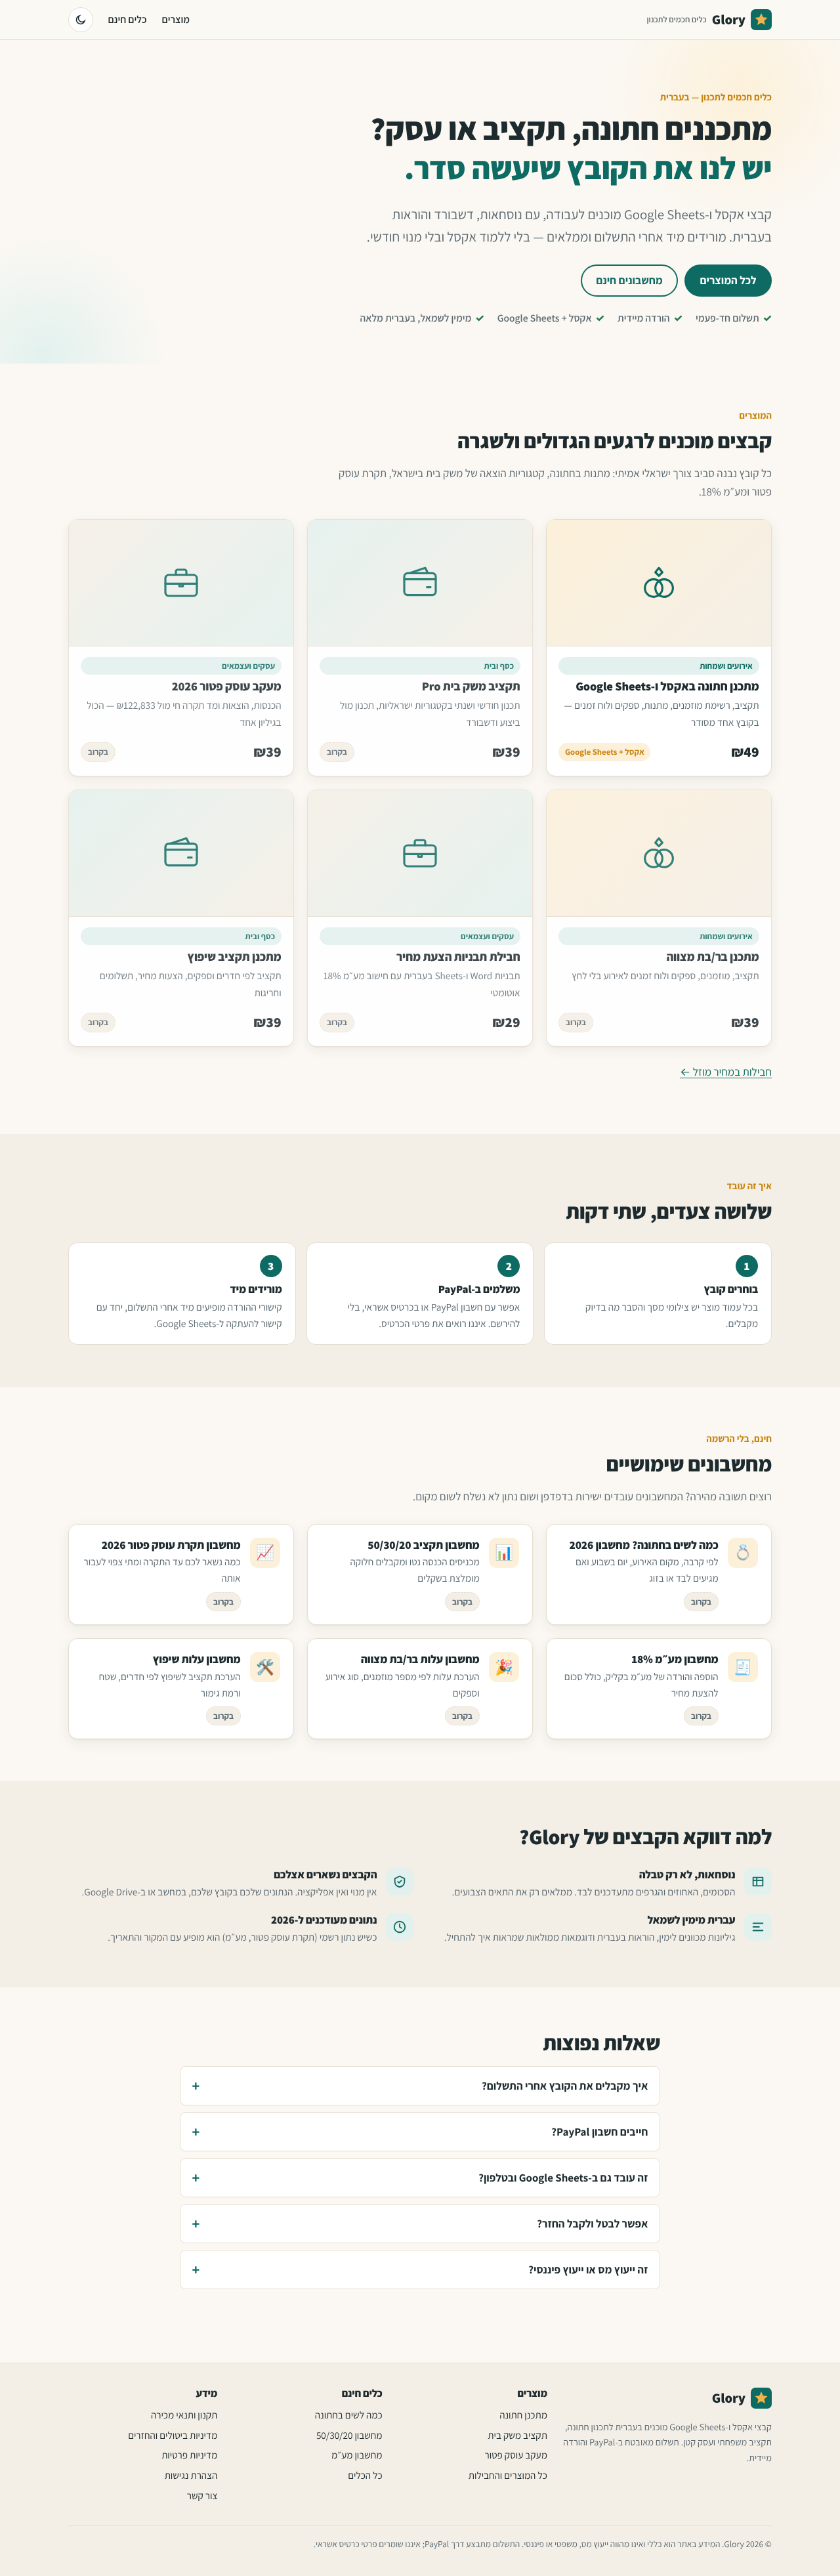 Glory כלים חכמים לתכנון
מוצרים
כלים חינם
כלים חכמים לתכנון — בעברית
מתכננים חתונה, תקציב או עסק?
יש לנו את הקובץ שיעשה סדר.
קבצי אקסל ו-Google Sheets מוכנים לעבודה, עם נוסחאות, דשבורד והוראות
בעברית. מורידים מיד אחרי התשלום וממלאים — בלי ללמוד אקסל ובלי מנוי חודשי.
לכל המוצרים
מחשבונים חינם
✔ תשלום חד-פעמי
✔ הורדה מיידית
✔ אקסל + Google Sheets
✔ מימין לשמאל, בעברית מלאה
המוצרים
קבצים מוכנים לרגעים הגדולים ולשגרה
כל קובץ נבנה סביב צורך ישראלי אמיתי: מתנות בחתונה, קטגוריות הוצאה של משק בית בישראל, תקרת עוסק
פטור ומע״מ 18%.
אירועים ושמחות
מתכנן חתונה באקסל ו-Google Sheets
תקציב, רשימת מוזמנים, מתנות, ספקים ולוח זמנים —
בקובץ אחד מסודר
₪49
אקסל + Google Sheets
כסף ובית
תקציב משק בית Pro
תכנון חודשי ושנתי בקטגוריות ישראליות, תכנון מול
ביצוע ודשבורד
₪39
בקרוב
עסקים ועצמאים
מעקב עוסק פטור 2026
הכנסות, הוצאות ומד תקרה חי מול 122,833₪ — הכול
בגיליון אחד
₪39
בקרוב
אירועים ושמחות
מתכנן בר/בת מצווה
תקציב, מוזמנים, ספקים ולוח זמנים לאירוע בלי לחץ
₪39
בקרוב
עסקים ועצמאים
חבילת תבניות הצעת מחיר
תבניות Word ו-Sheets בעברית עם חישוב מע״מ 18%
אוטומטי
₪29
בקרוב
כסף ובית
מתכנן תקציב שיפוץ
תקציב לפי חדרים וספקים, הצעות מחיר, תשלומים
וחריגות
₪39
בקרוב
חבילות במחיר מוזל ←
איך זה עובד
שלושה צעדים, שתי דקות
1
בוחרים קובץ
בכל עמוד מוצר יש צילומי מסך והסבר מה בדיוק
מקבלים.
2
משלמים ב-PayPal
אפשר עם חשבון PayPal או בכרטיס אשראי, בלי
להירשם. איננו רואים את פרטי הכרטיס.
3
מורידים מיד
קישורי ההורדה מופיעים מיד אחרי התשלום, יחד עם
קישור להעתקה ל-Google Sheets.
חינם, בלי הרשמה
מחשבונים שימושיים
רוצים תשובה מהירה? המחשבונים עובדים ישירות בדפדפן ושום נתון לא נשלח לשום מקום.
כמה לשים בחתונה? מחשבון 2026
לפי קרבה, מקום האירוע, יום בשבוע ואם
מגיעים לבד או בזוג
בקרוב
מחשבון תקציב 50/30/20
מכניסים הכנסה נטו ומקבלים חלוקה
מומלצת בשקלים
בקרוב
מחשבון תקרת עוסק פטור 2026
כמה נשאר לכם עד התקרה ומתי צפוי לעבור
אותה
בקרוב
מחשבון מע״מ 18%
הוספה והורדה של מע״מ בקליק, כולל סכום
להצעת מחיר
בקרוב
מחשבון עלות בר/בת מצווה
הערכת עלות לפי מספר מוזמנים, סוג אירוע
וספקים
בקרוב
מחשבון עלות שיפוץ
הערכת תקציב לשיפוץ לפי חדרים, שטח
ורמת גימור
בקרוב
למה דווקא הקבצים של Glory?
נוסחאות, לא רק טבלה
הסכומים, האחוזים והגרפים מתעדכנים לבד. ממלאים רק את התאים הצבועים.
הקבצים נשארים אצלכם
אין מנוי ואין אפליקציה. הנתונים שלכם בקובץ שלכם, במחשב או ב-Google Drive.
עברית מימין לשמאל
גיליונות מכוונים לימין, הוראות בעברית ודוגמאות ממולאות שמראות איך להתחיל.
נתונים מעודכנים ל-2026
כשיש נתון רשמי (תקרת עוסק פטור, מע״מ) הוא מופיע עם המקור והתאריך.
שאלות נפוצות
איך מקבלים את הקובץ אחרי התשלום? +
חייבים חשבון PayPal? +
זה עובד גם ב-Google Sheets ובטלפון? +
אפשר לבטל ולקבל החזר? +
זה ייעוץ מס או ייעוץ פיננסי? +
Glory
קבצי אקסל ו-Google Sheets מוכנים בעברית לתכנון חתונה,
תקציב משפחתי ועסק קטן. תשלום מאובטח ב-PayPal והורדה
מיידית.
מוצרים
מתכנן חתונה
תקציב משק בית
מעקב עוסק פטור
כל המוצרים והחבילות
כלים חינם
כמה לשים בחתונה
מחשבון 50/30/20
מחשבון מע״מ
כל הכלים
מידע
תקנון ותנאי מכירה
מדיניות ביטולים והחזרים
מדיניות פרטיות
הצהרת נגישות
צור קשר
© 2026 Glory. המידע באתר הוא כללי ואינו מהווה ייעוץ מס, משפטי או פיננסי. התשלום מתבצע דרך PayPal; איננו שומרים פרטי כרטיס אשראי.